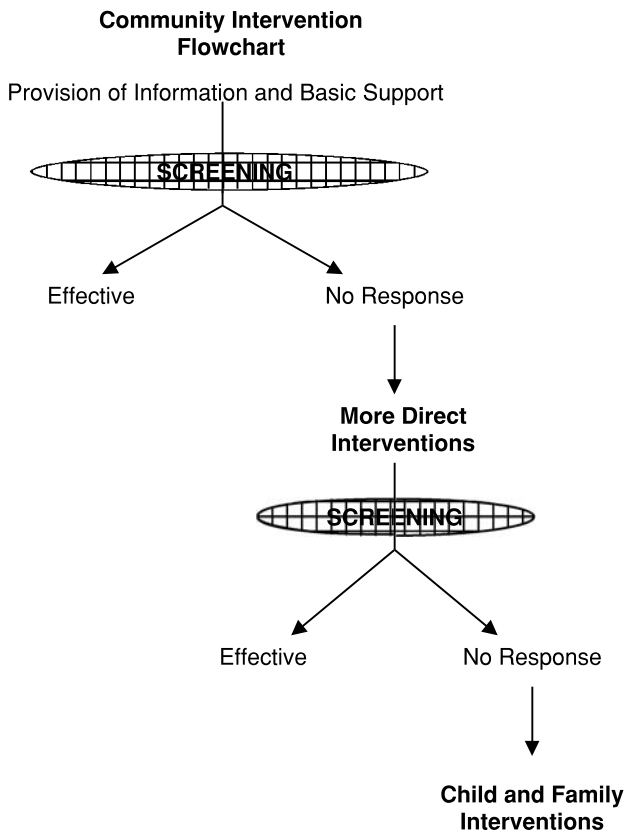 Community Intervention
Flowchart
Provision of Information and Basic Support
SCREENING
Effective
No Response
More Direct
Interventions
SCREENING
Effective
No Response
Child and Family
Interventions